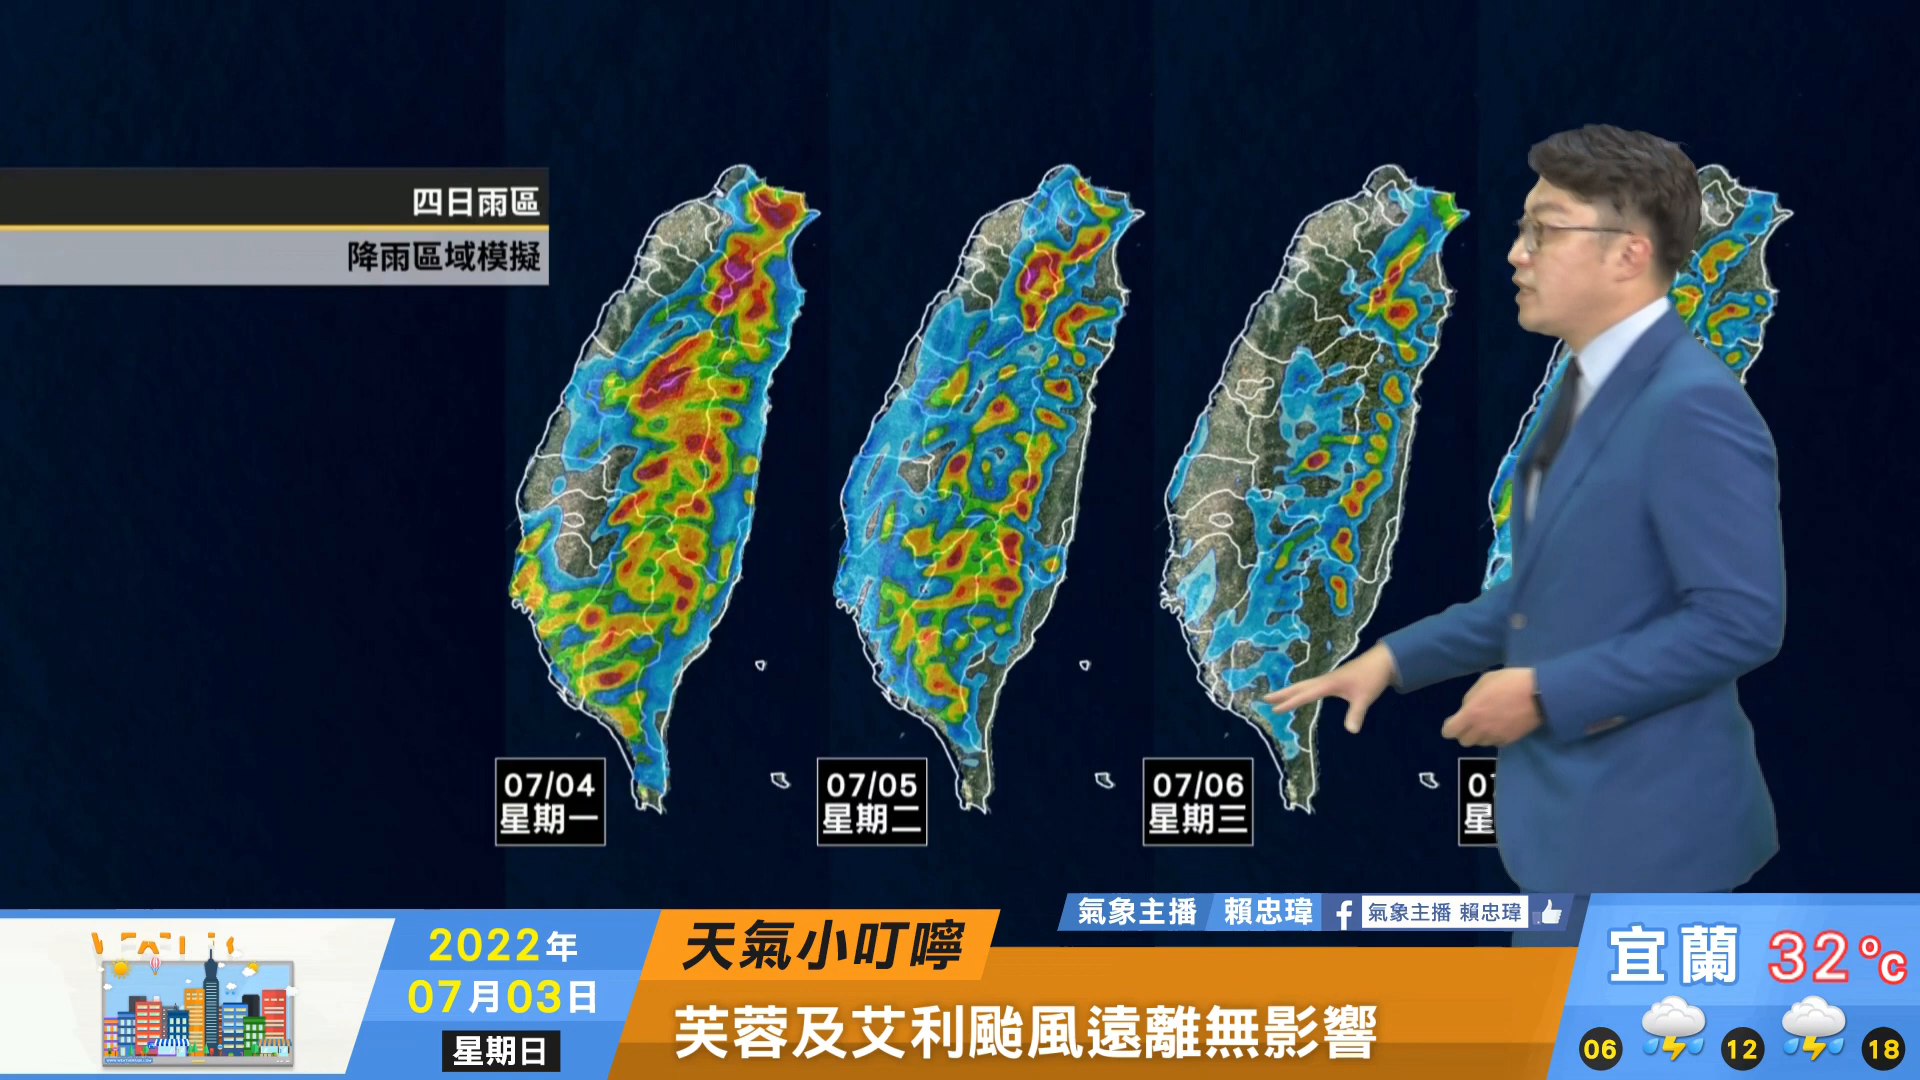 四日雨區
降雨區域模擬
07/04
星期一
07/05
星期二
07/06
星期三
07
星
氣象主播 賴忠瑋 f 氣象主播 賴忠瑋
2022年
07月03日
星期日
天氣小叮嚀
芙蓉及艾利颱風遠離無影響
宜蘭 32°C
06 12 18